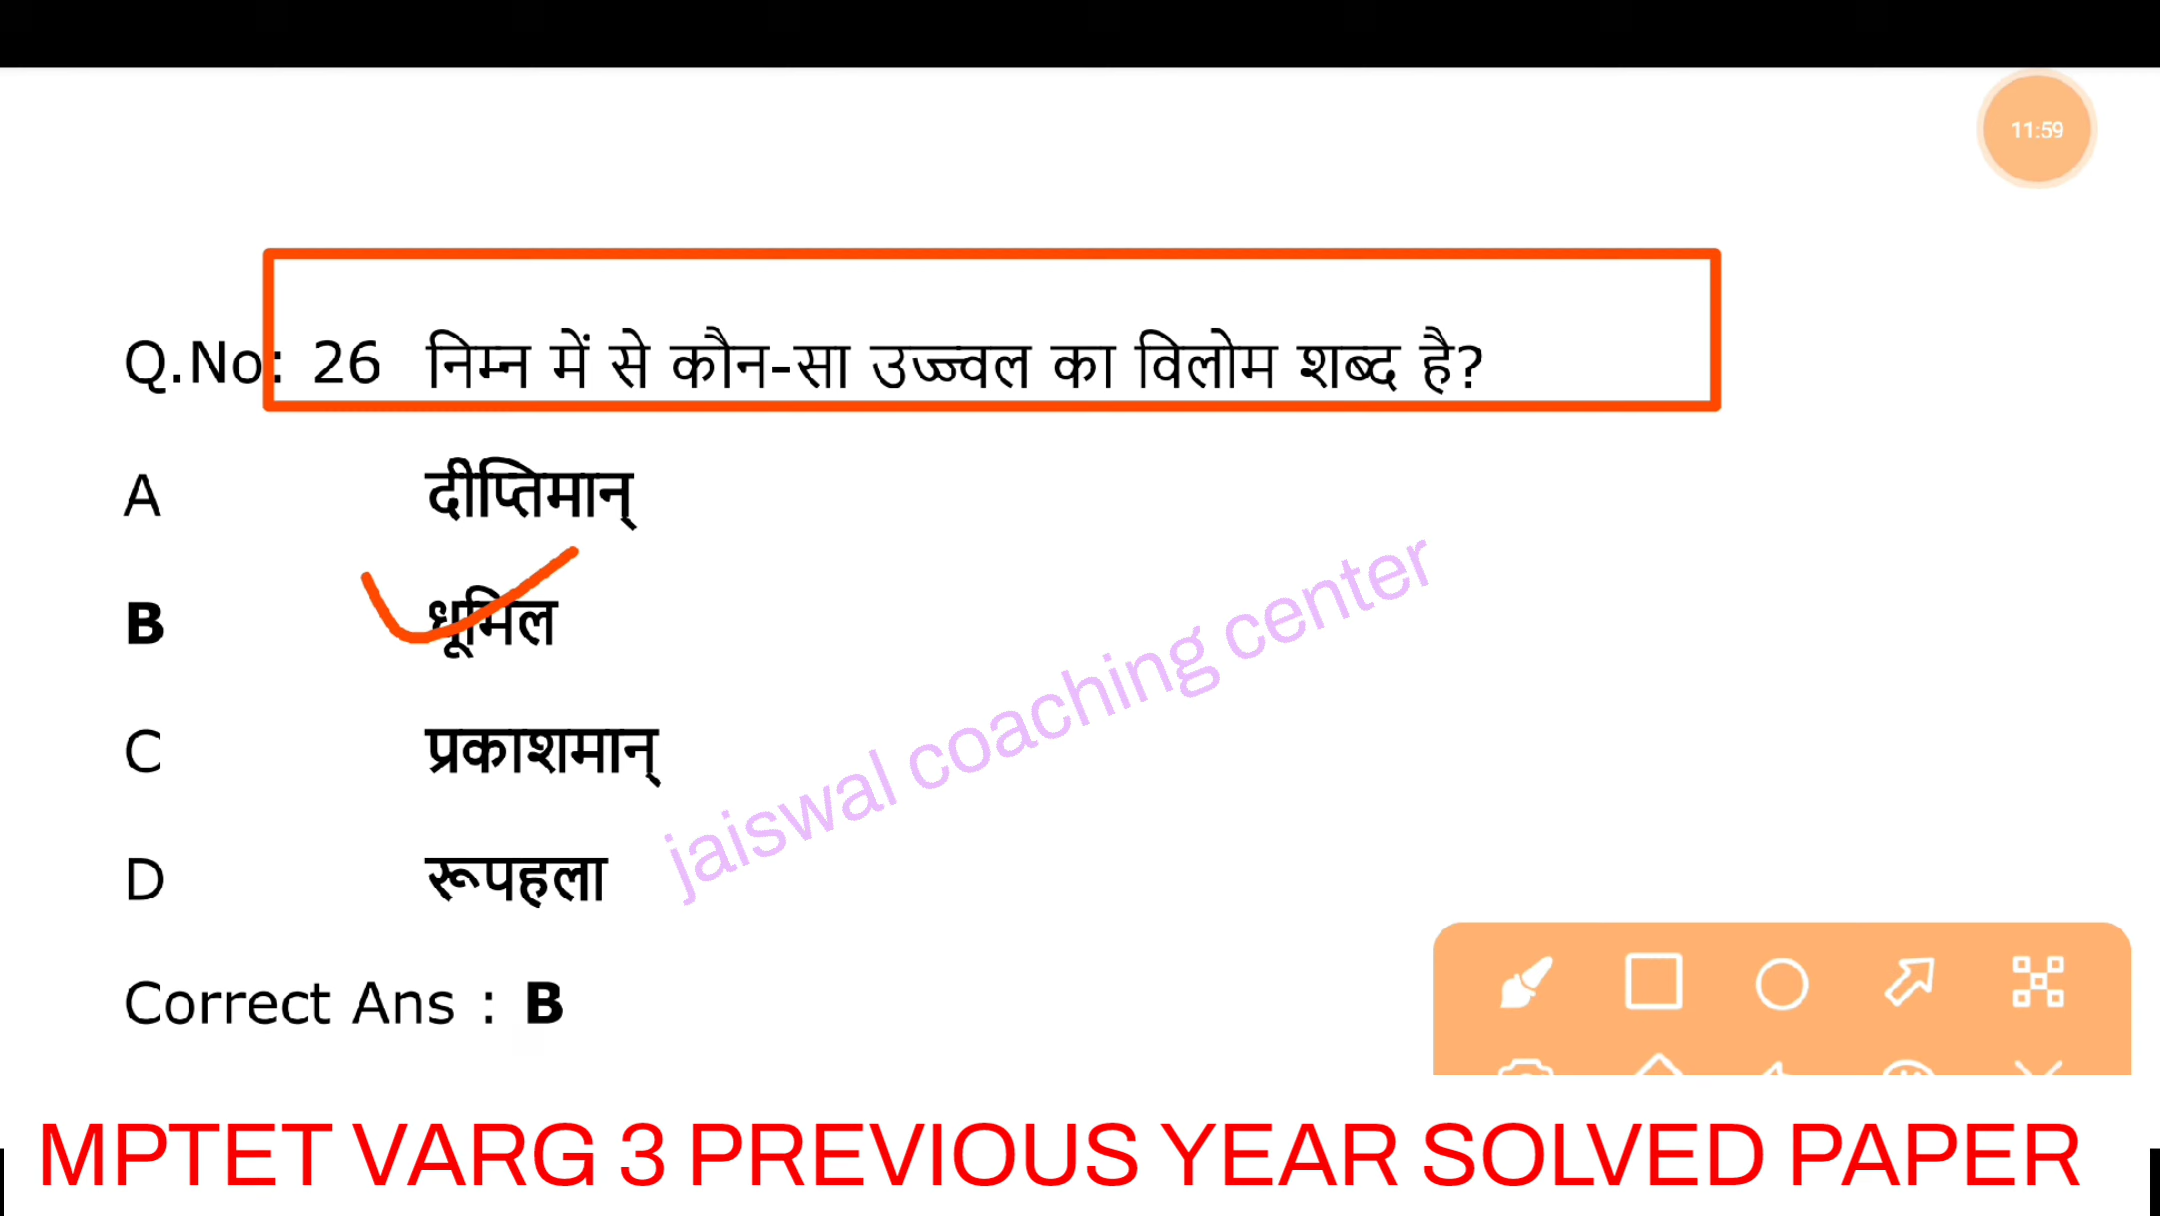 11:59
Q.No: 26 निम्न में से कौन-सा उज्ज्वल का विलोम शब्द है?
A दीप्तिमान्
B धूमिल
C प्रकाशमान्
D रूपहला
jaiswal coaching center
Correct Ans : B
MPTET VARG 3 PREVIOUS YEAR SOLVED PAPER